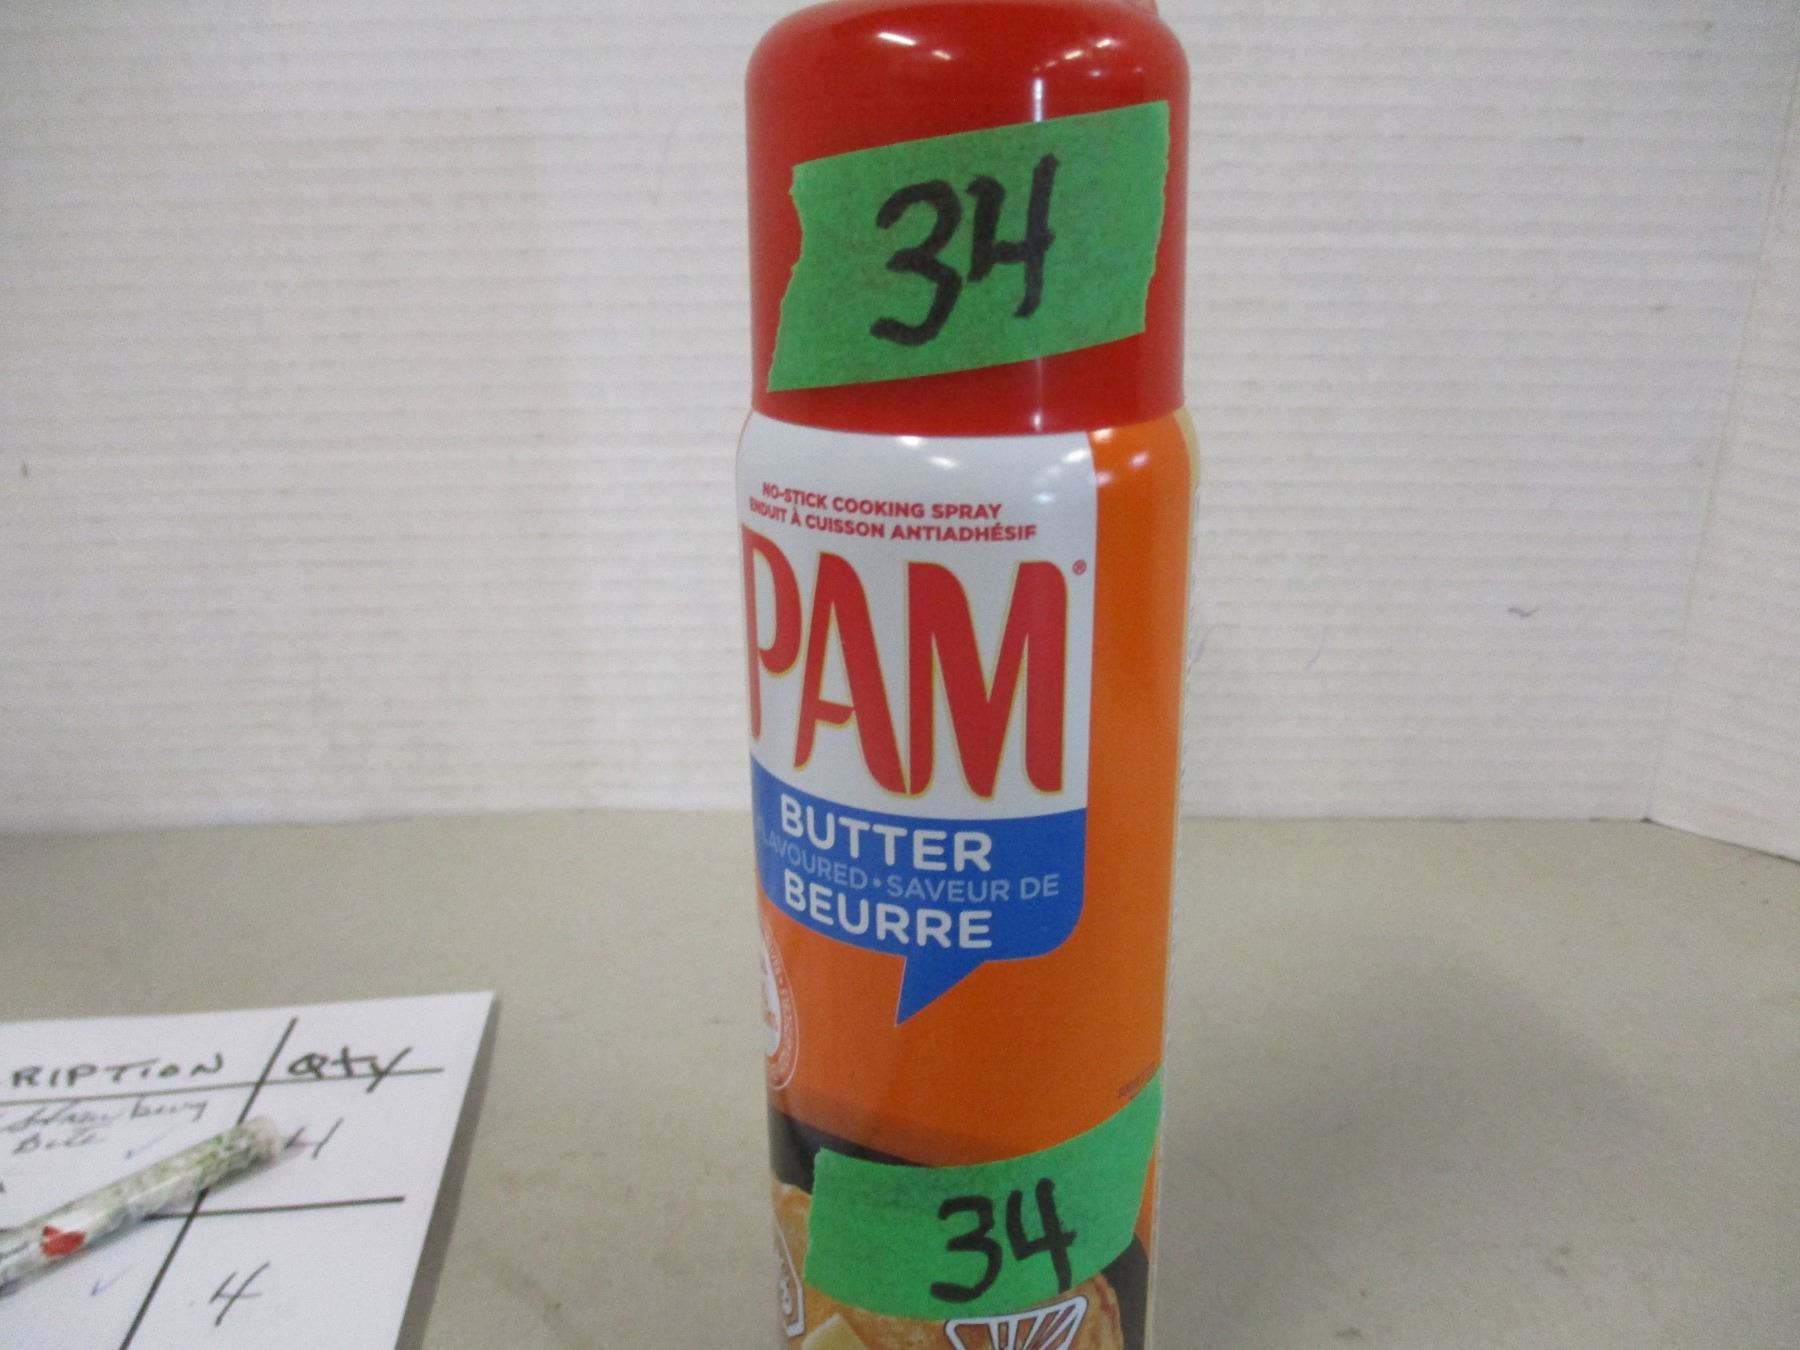 34
NO-STICK COOKING SPRAY
ENDUIT À CUISSON ANTIADHÉSIF
PAM®
BUTTER
FLAVOURED • SAVEUR DE
BEURRE
34
RIPTION Qty
Strawberry 4
4